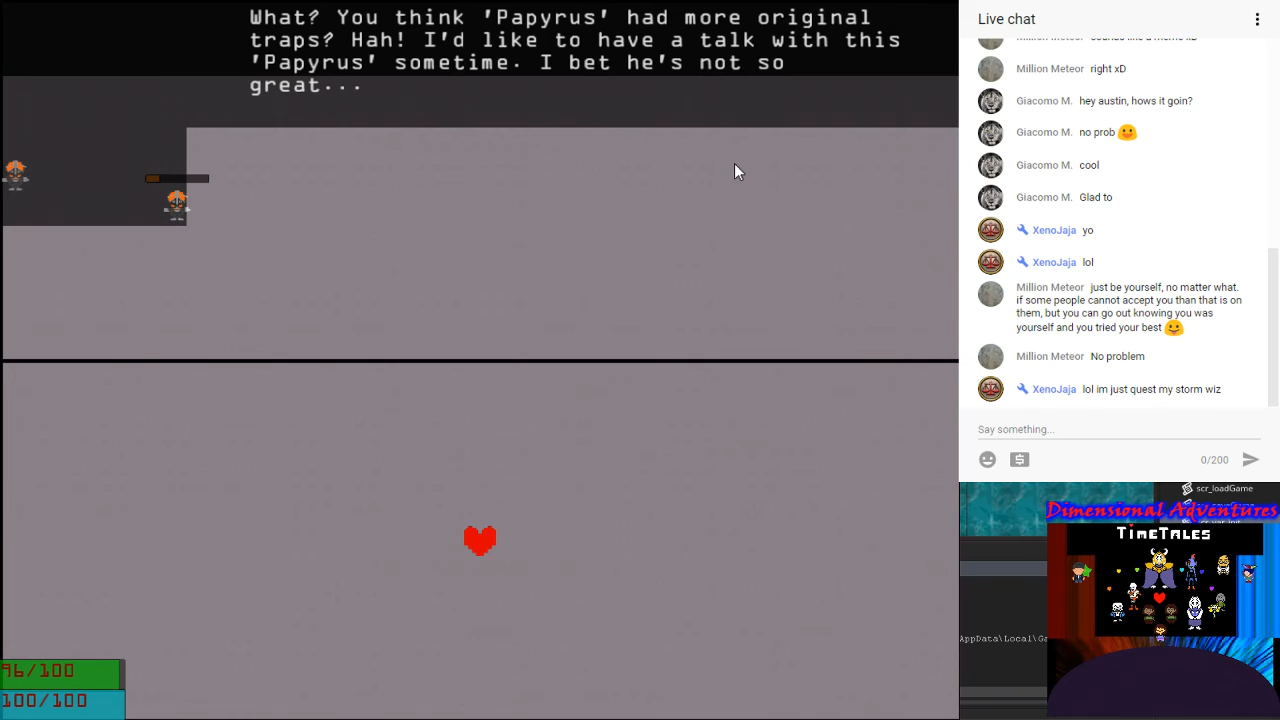 What? You think 'Papyrus' had more original
traps? Hah! I'd like to have a talk with this
'Papyrus' sometime. I bet he's not so
great...
96/100
100/100
Live chat
Million Meteor right xD
Giacomo M. hey austin, hows it goin?
Giacomo M. no prob
Giacomo M. cool
Giacomo M. Glad to
XenoJaja yo
XenoJaja lol
Million Meteor just be yourself, no matter what.
if some people cannot accept you than that is on
them, but you can go out knowing you was
yourself and you tried your best
Million Meteor No problem
XenoJaja lol im just quest my storm wiz
Say something...
0/200
scr_loadGame
Dimensional Adventures
TimeTales
AppData\Local\Ga